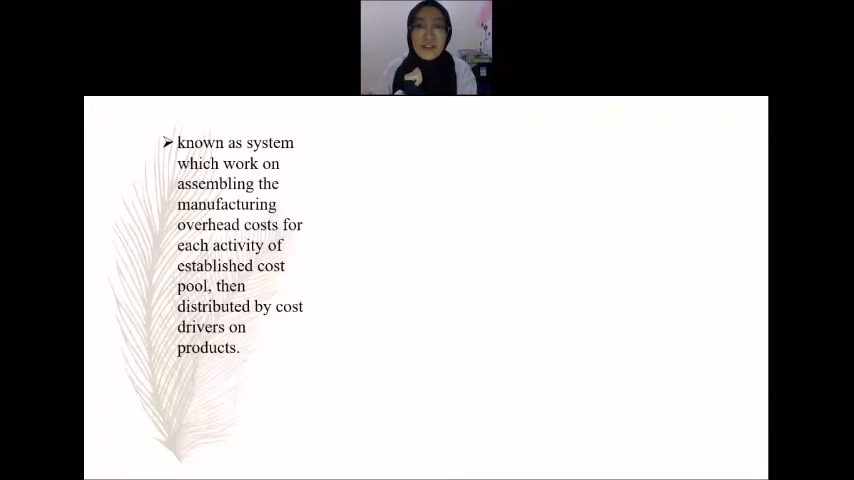 ➢ known as system
which work on
assembling the
manufacturing
overhead costs for
each activity of
established cost
pool, then
distributed by cost
drivers on
products.